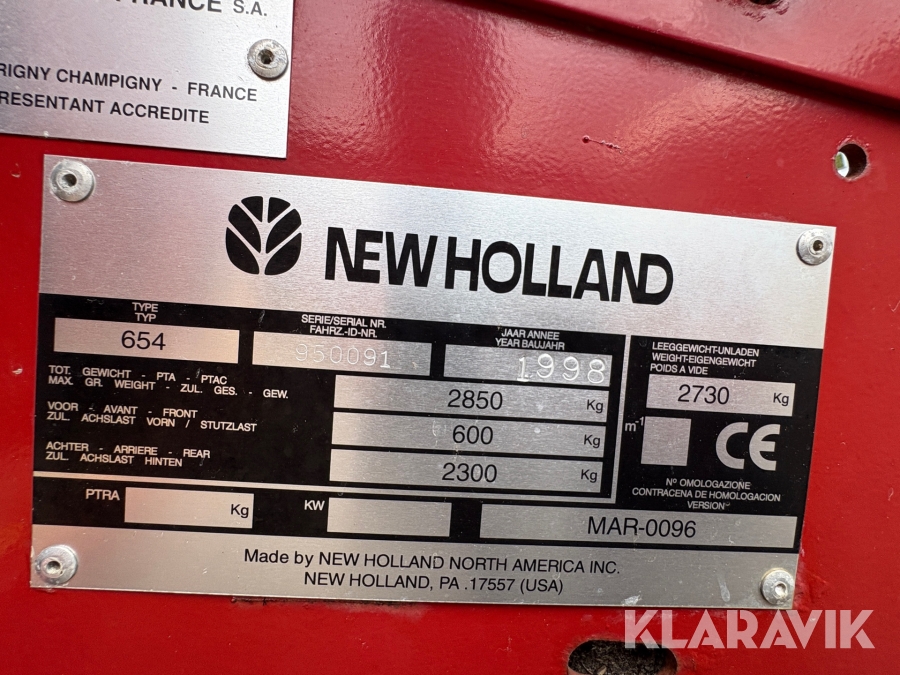 FRANCE S.A.
RIGNY CHAMPIGNY - FRANCE
RESENTANT ACCREDITE
NEW HOLLAND
TYPE
TYP
654
SERIE/SERIAL NR.
FAHRZ.-ID-NR.
950091
JAAR ANNEE
YEAR BAUJAHR
1998
LEEGGEWICHT-UNLADEN
WEIGHT-EIGENGEWICHT
POIDS A VIDE
2730 Kg
TOT. GEWICHT - PTA - PTAC
MAX. GR. WEIGHT - ZUL. GES. - GEW.
2850 Kg
VOOR - AVANT - FRONT
ZUL. ACHSLAST VORN / STUTZLAST
600 Kg
ACHTER - ARRIERE - REAR
ZUL. ACHSLAST HINTEN
2300 Kg
m-1
CE
Nº OMOLOGAZIONE
CONTRACENA DE HOMOLOGACION
VERSION
PTRA Kg
KW
MAR-0096
Made by NEW HOLLAND NORTH AMERICA INC.
NEW HOLLAND, PA .17557 (USA)
KLARAVIK